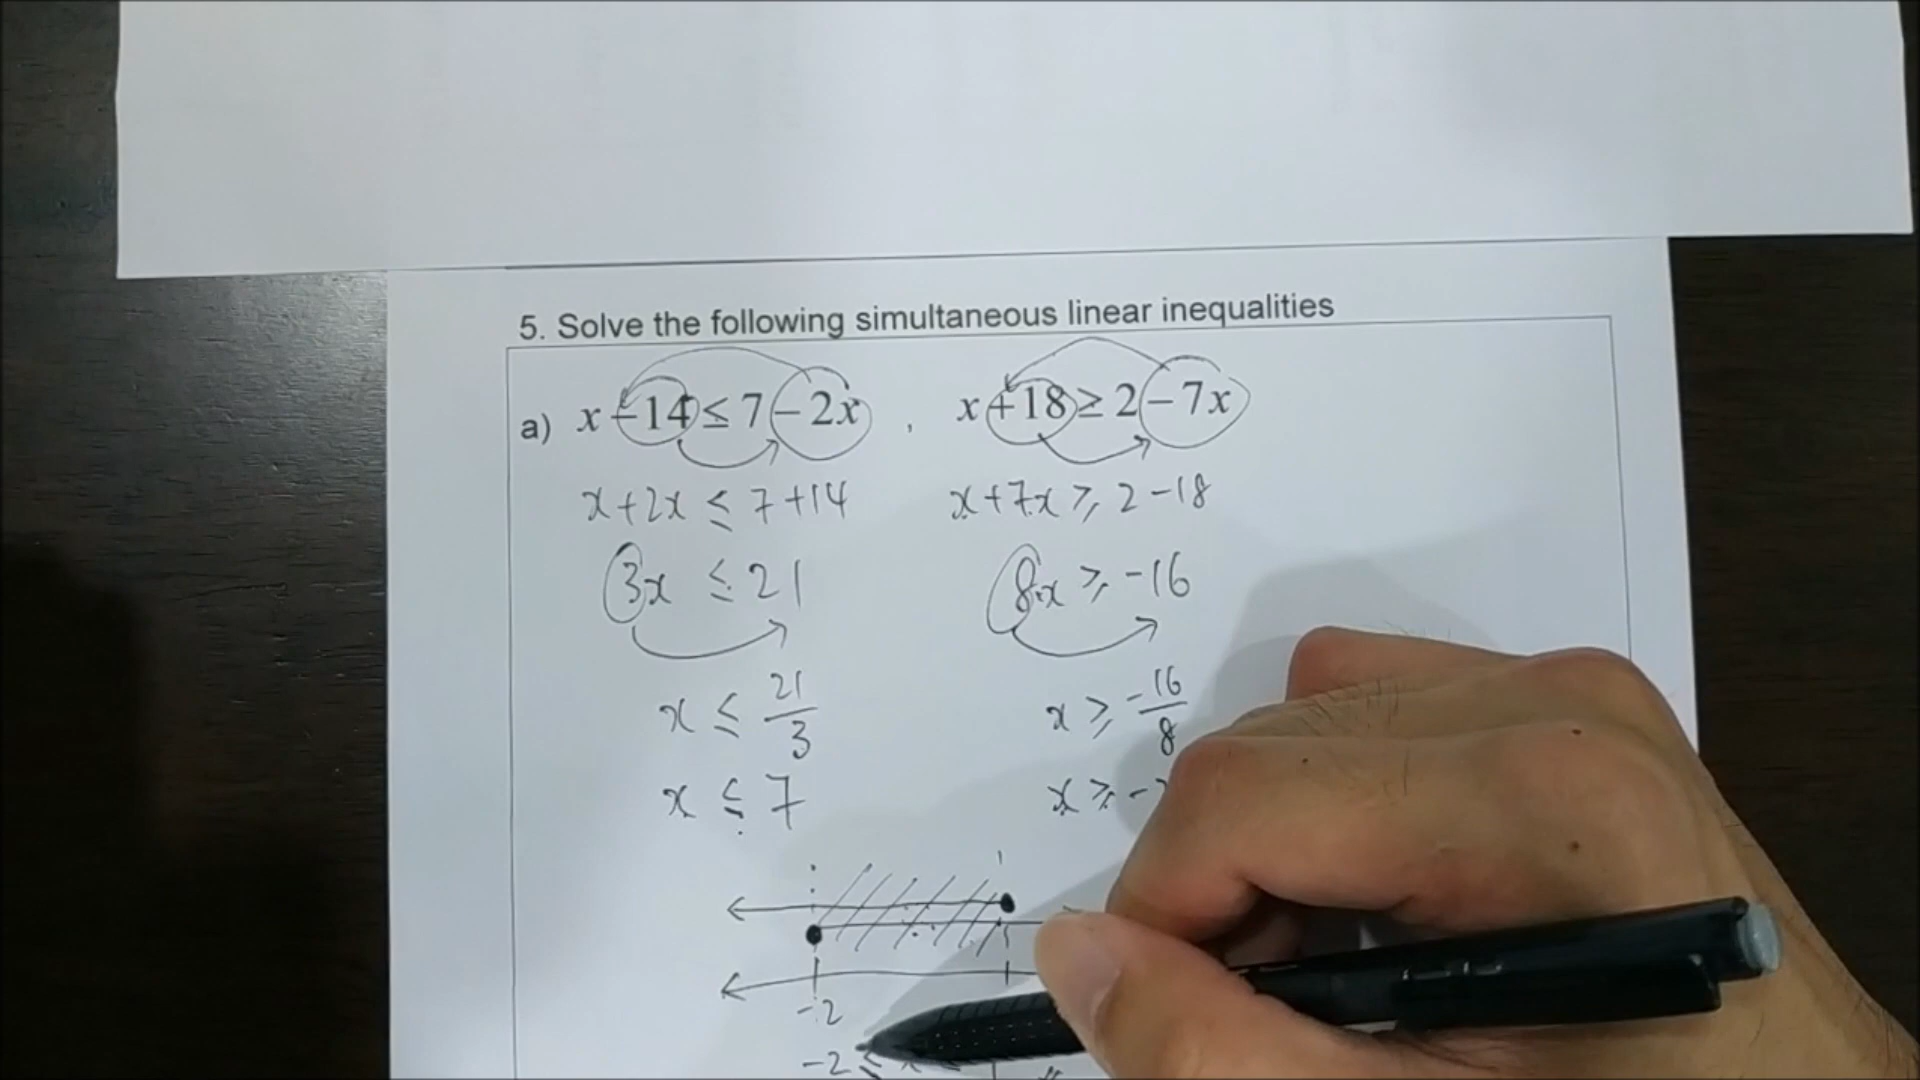 5. Solve the following simultaneous linear inequalities
a) x − 14 ≤ 7 − 2x , x + 18 ≥ 2 − 7x
x + 2x ≤ 7 + 14 x + 7x ≥ 2 − 18
3x ≤ 21 8x ≥ −16
x ≤ 21/3 x ≥ −16/8
x ≤ 7 x ≥ −
−2
−2 ≤